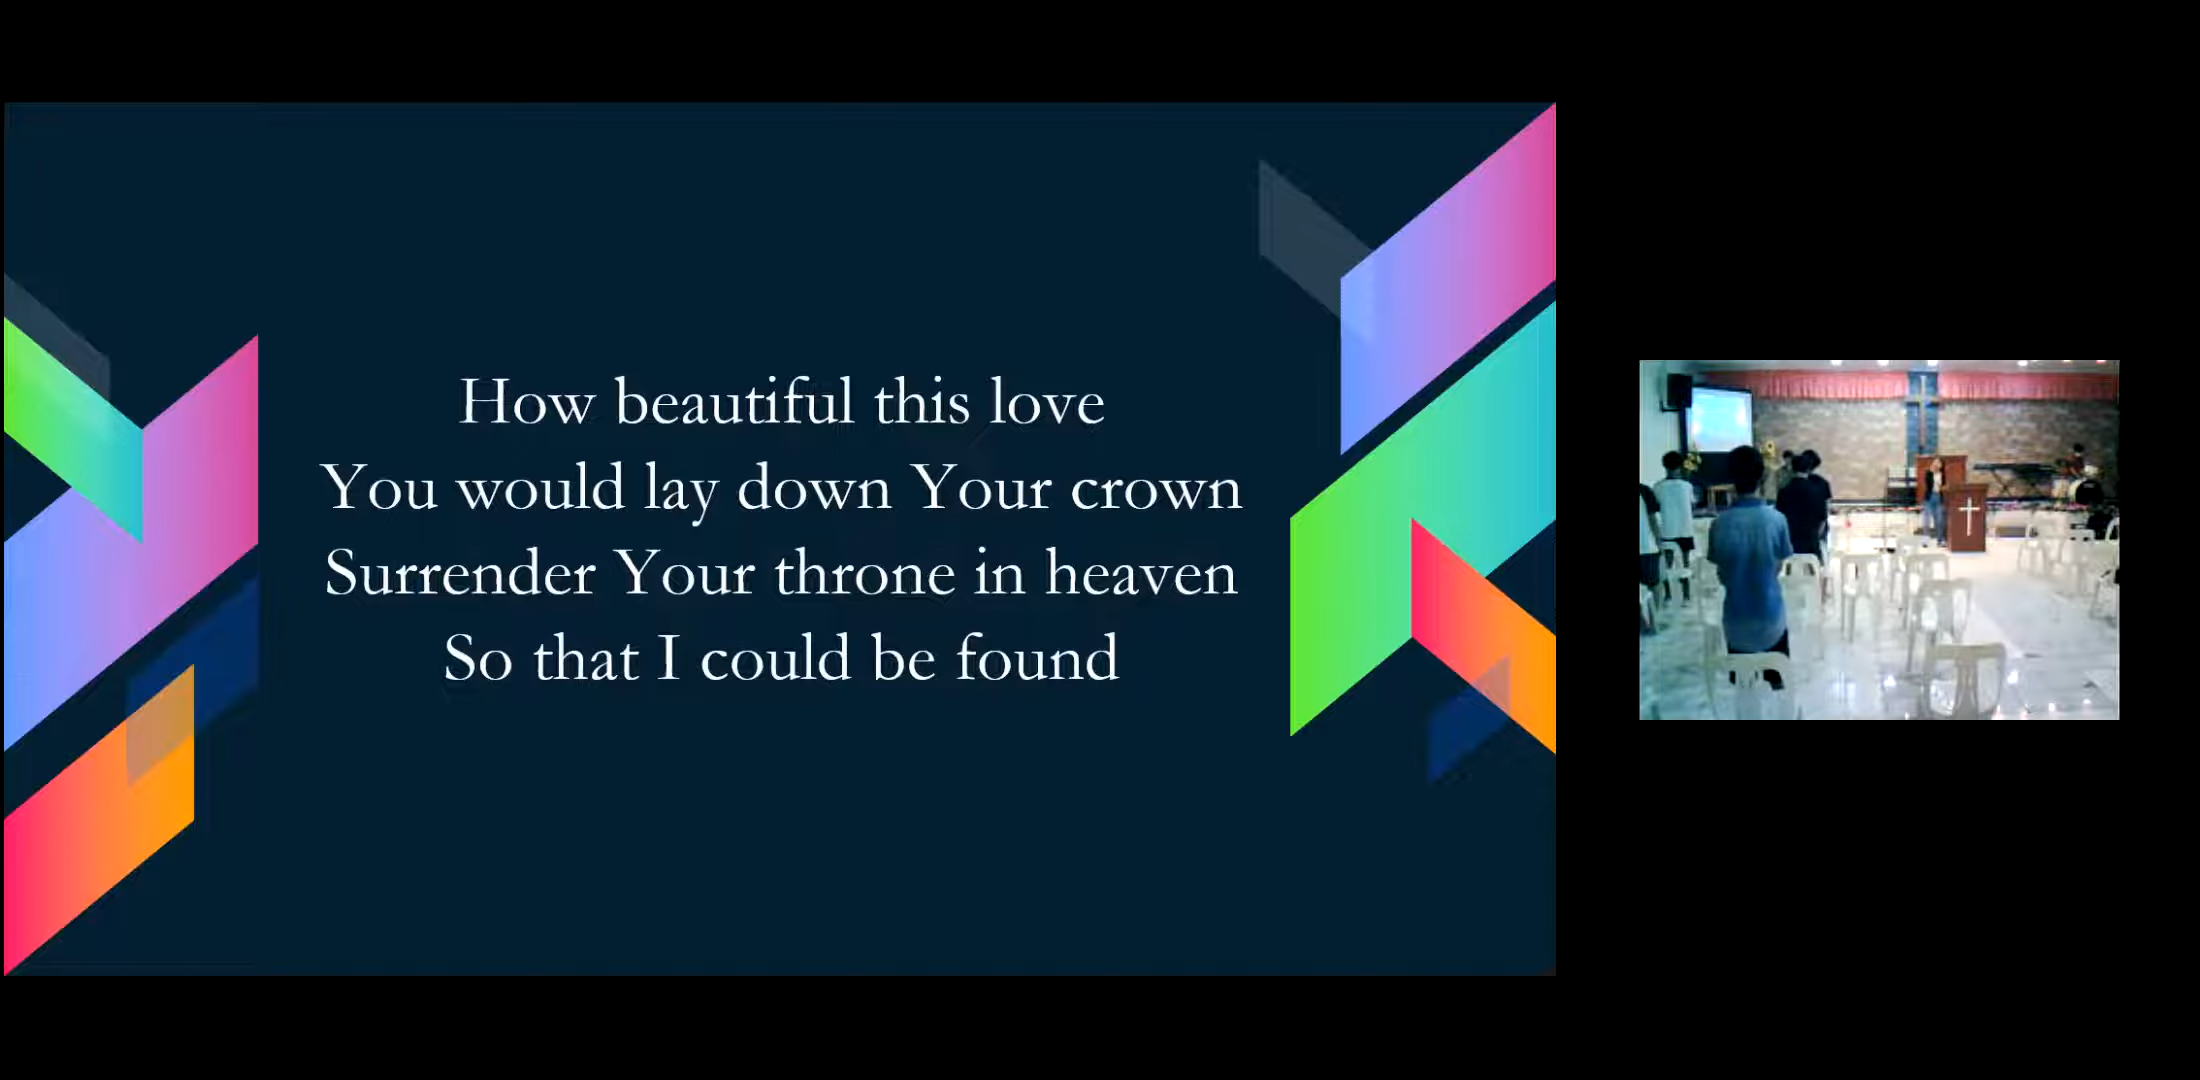 How beautiful this love
You would lay down Your crown
Surrender Your throne in heaven
So that I could be found